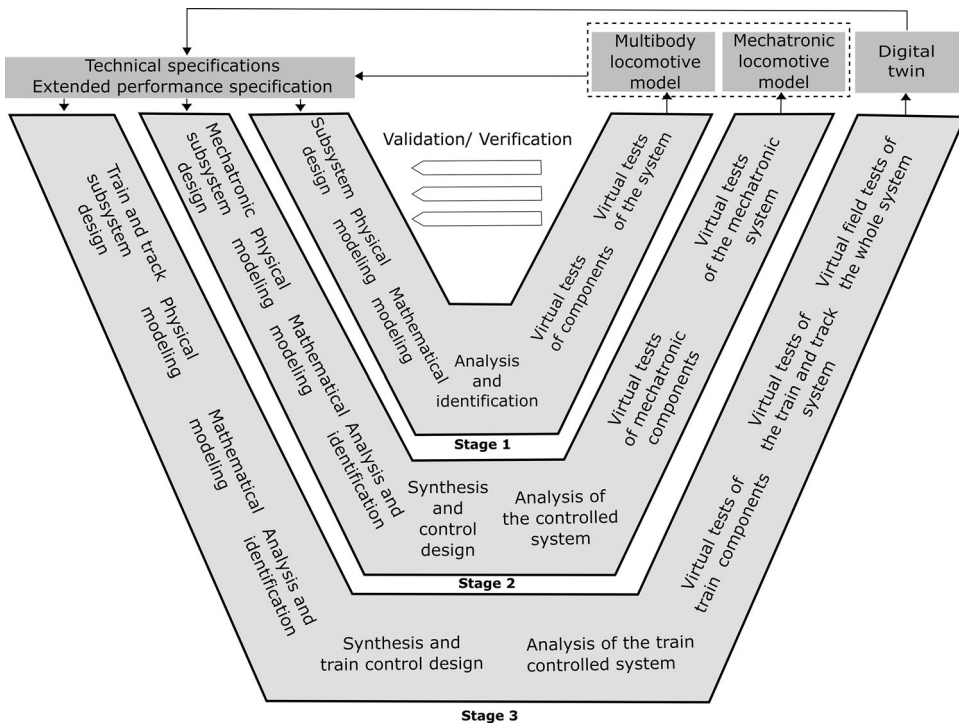 Technical specifications
Extended performance specification
Multibody
locomotive
model
Mechatronic
locomotive
model
Digital
twin
Validation/ Verification
Subsystem
design
Physical
modeling
Mathematical
modeling
Analysis
and
identification
Virtual tests
of components
Virtual tests
of the system
Stage 1
Mechatronic
subsystem
design
Physical
modeling
Mathematical
modeling
Analysis and
identification
Synthesis
and
control
design
Analysis of
the controlled
system
Virtual tests
of mechatronic
components
Virtual tests
of the mechatronic
system
Stage 2
Train and track
subsystem
design
Physical
modeling
Mathematical
modeling
Analysis and
identification
Synthesis and
train control design
Analysis of the train
controlled system
Virtual tests of
train components
Virtual tests of
the train and track
system
Virtual field tests of
the whole system
Stage 3